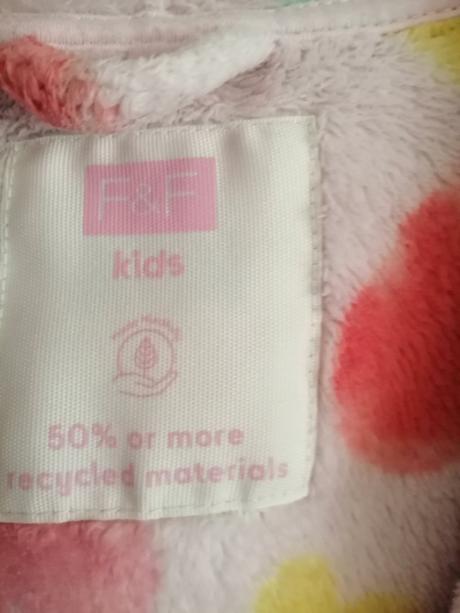 F&F
kids
50% or more
recycled materials